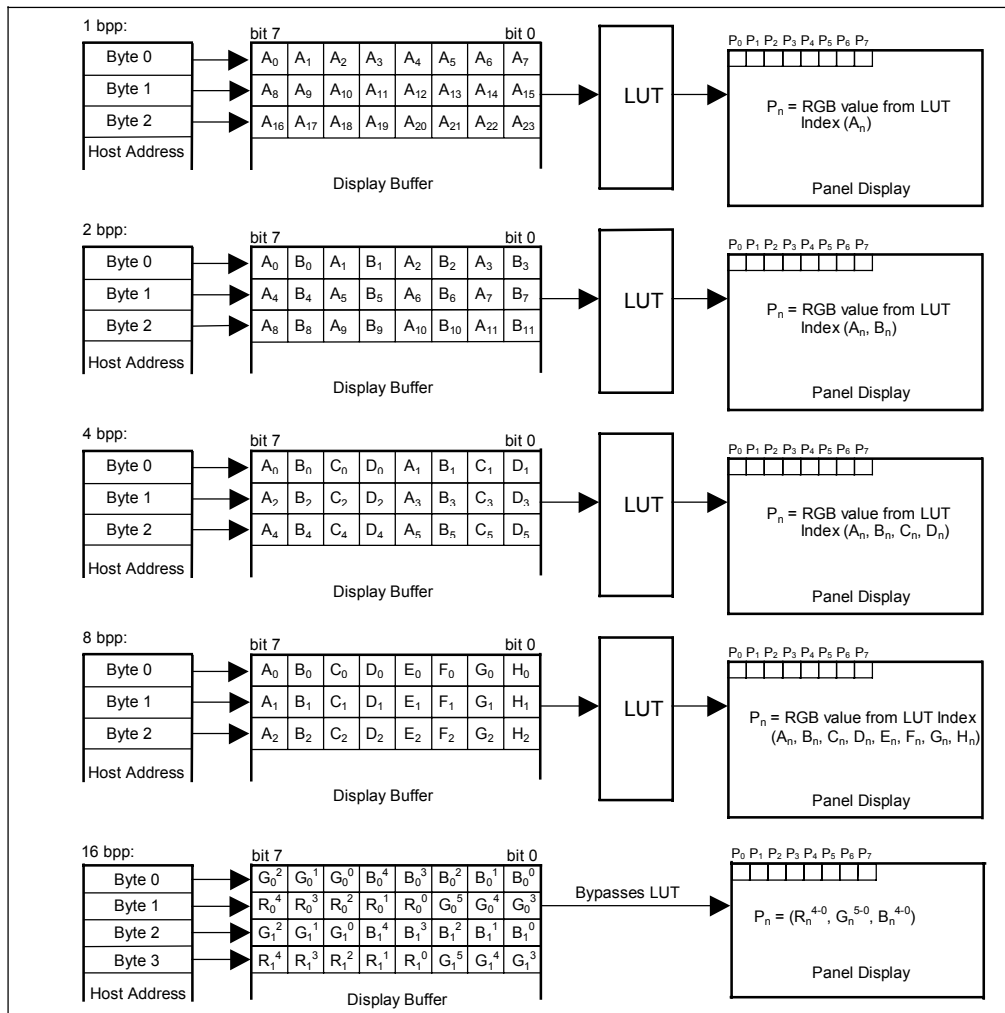 1 bpp:
bit 7 bit 0
P₀ P₁ P₂ P₃ P₄ P₅ P₆ P₇
Byte 0 A₀ A₁ A₂ A₃ A₄ A₅ A₆ A₇
Byte 1 A₈ A₉ A₁₀ A₁₁ A₁₂ A₁₃ A₁₄ A₁₅
Byte 2 A₁₆ A₁₇ A₁₈ A₁₉ A₂₀ A₂₁ A₂₂ A₂₃
Host Address
Display Buffer
LUT
Pₙ = RGB value from LUT
Index (Aₙ)
Panel Display
2 bpp:
bit 7 bit 0
P₀ P₁ P₂ P₃ P₄ P₅ P₆ P₇
Byte 0 A₀ B₀ A₁ B₁ A₂ B₂ A₃ B₃
Byte 1 A₄ B₄ A₅ B₅ A₆ B₆ A₇ B₇
Byte 2 A₈ B₈ A₉ B₉ A₁₀ B₁₀ A₁₁ B₁₁
Host Address
Display Buffer
LUT
Pₙ = RGB value from LUT
Index (Aₙ, Bₙ)
Panel Display
4 bpp:
bit 7 bit 0
P₀ P₁ P₂ P₃ P₄ P₅ P₆ P₇
Byte 0 A₀ B₀ C₀ D₀ A₁ B₁ C₁ D₁
Byte 1 A₂ B₂ C₂ D₂ A₃ B₃ C₃ D₃
Byte 2 A₄ B₄ C₄ D₄ A₅ B₅ C₅ D₅
Host Address
Display Buffer
LUT
Pₙ = RGB value from LUT
Index (Aₙ, Bₙ, Cₙ, Dₙ)
Panel Display
8 bpp:
bit 7 bit 0
P₀ P₁ P₂ P₃ P₄ P₅ P₆ P₇
Byte 0 A₀ B₀ C₀ D₀ E₀ F₀ G₀ H₀
Byte 1 A₁ B₁ C₁ D₁ E₁ F₁ G₁ H₁
Byte 2 A₂ B₂ C₂ D₂ E₂ F₂ G₂ H₂
Host Address
Display Buffer
LUT
Pₙ = RGB value from LUT Index
(Aₙ, Bₙ, Cₙ, Dₙ, Eₙ, Fₙ, Gₙ, Hₙ)
Panel Display
16 bpp:
bit 7 bit 0
P₀ P₁ P₂ P₃ P₄ P₅ P₆ P₇
Byte 0 G₀² G₀¹ G₀⁰ B₀⁴ B₀³ B₀² B₀¹ B₀⁰
Byte 1 R₀⁴ R₀³ R₀² R₀¹ R₀⁰ G₀⁵ G₀⁴ G₀³
Byte 2 G₁² G₁¹ G₁⁰ B₁⁴ B₁³ B₁² B₁¹ B₁⁰
Byte 3 R₁⁴ R₁³ R₁² R₁¹ R₁⁰ G₁⁵ G₁⁴ G₁³
Host Address
Display Buffer
Bypasses LUT
Pₙ = (Rₙ⁴⁻⁰, Gₙ⁵⁻⁰, Bₙ⁴⁻⁰)
Panel Display